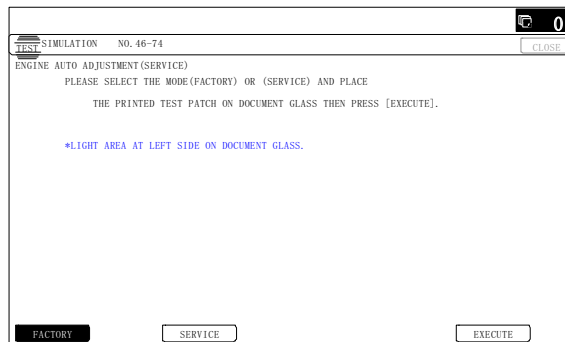 0
TEST SIMULATION NO. 46-74
CLOSE
ENGINE AUTO ADJUSTMENT(SERVICE)
PLEASE SELECT THE MODE(FACTORY) OR (SERVICE) AND PLACE
THE PRINTED TEST PATCH ON DOCUMENT GLASS THEN PRESS [EXECUTE].
*LIGHT AREA AT LEFT SIDE ON DOCUMENT GLASS.
FACTORY SERVICE EXECUTE